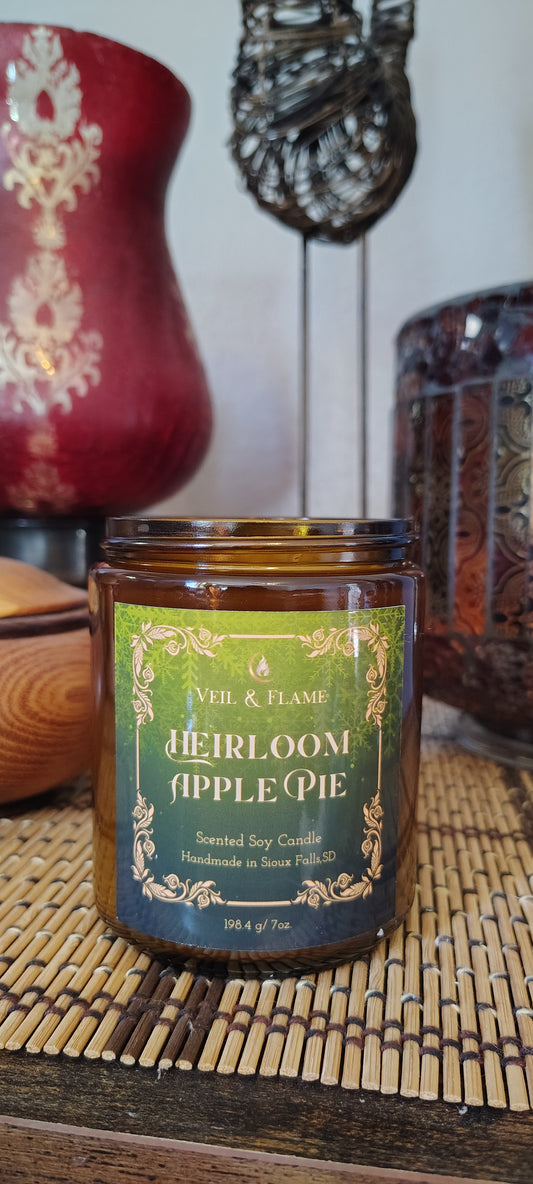 Veil & Flame
Heirloom
Apple Pie
Scented Soy Candle
Handmade in Sioux Falls,SD
198.4 g/ 7oz